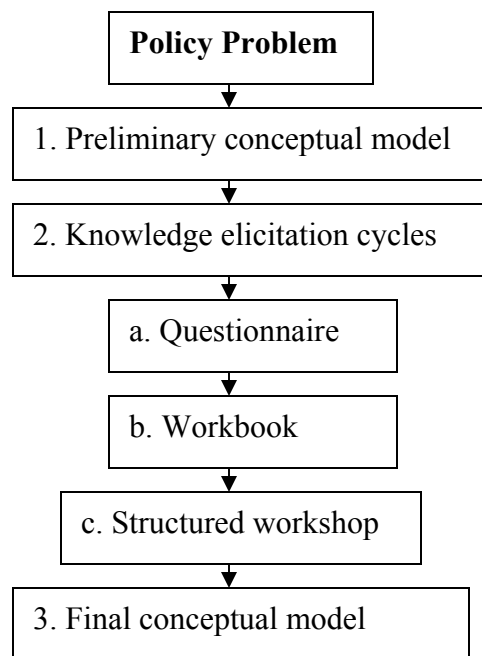 Policy Problem
1. Preliminary conceptual model
2. Knowledge elicitation cycles
a. Questionnaire
b. Workbook
c. Structured workshop
3. Final conceptual model